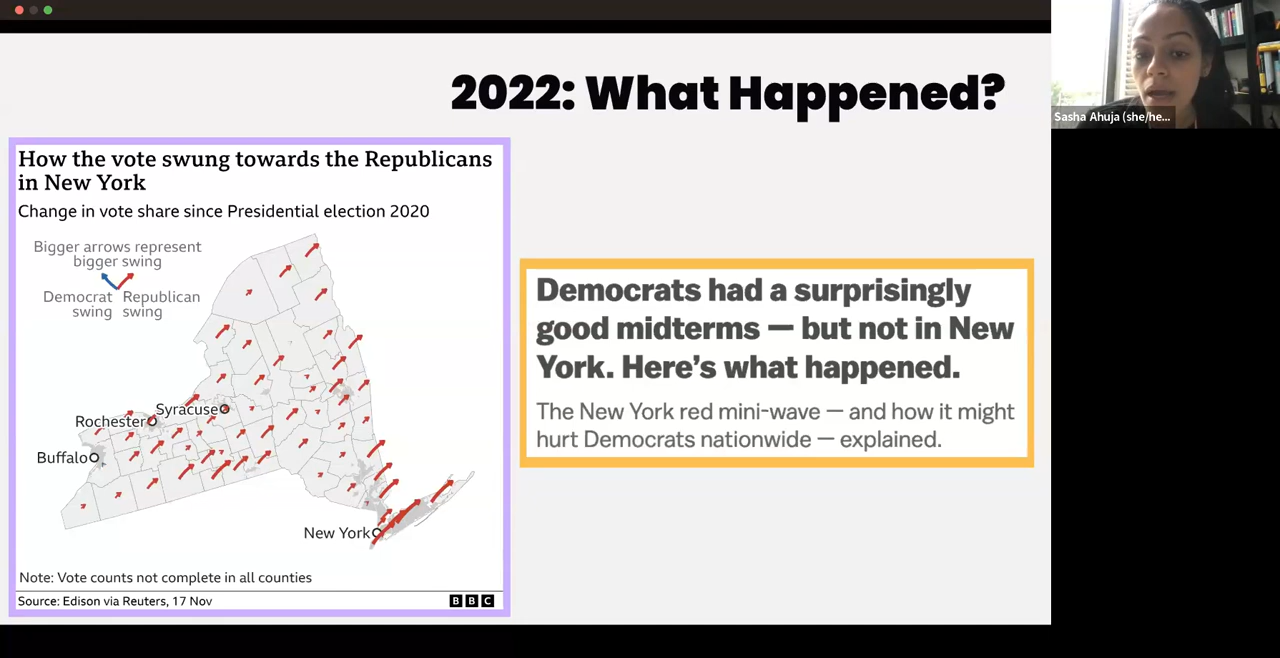 2022: What Happened?
Sasha Ahuja (she/he...
How the vote swung towards the Republicans
in New York
Change in vote share since Presidential election 2020
Bigger arrows represent
bigger swing
Democrat Republican
swing swing
Syracuse
Rochester
Buffalo
New York
Note: Vote counts not complete in all counties
Source: Edison via Reuters, 17 Nov
BBC
Democrats had a surprisingly
good midterms — but not in New
York. Here’s what happened.
The New York red mini-wave — and how it might
hurt Democrats nationwide — explained.